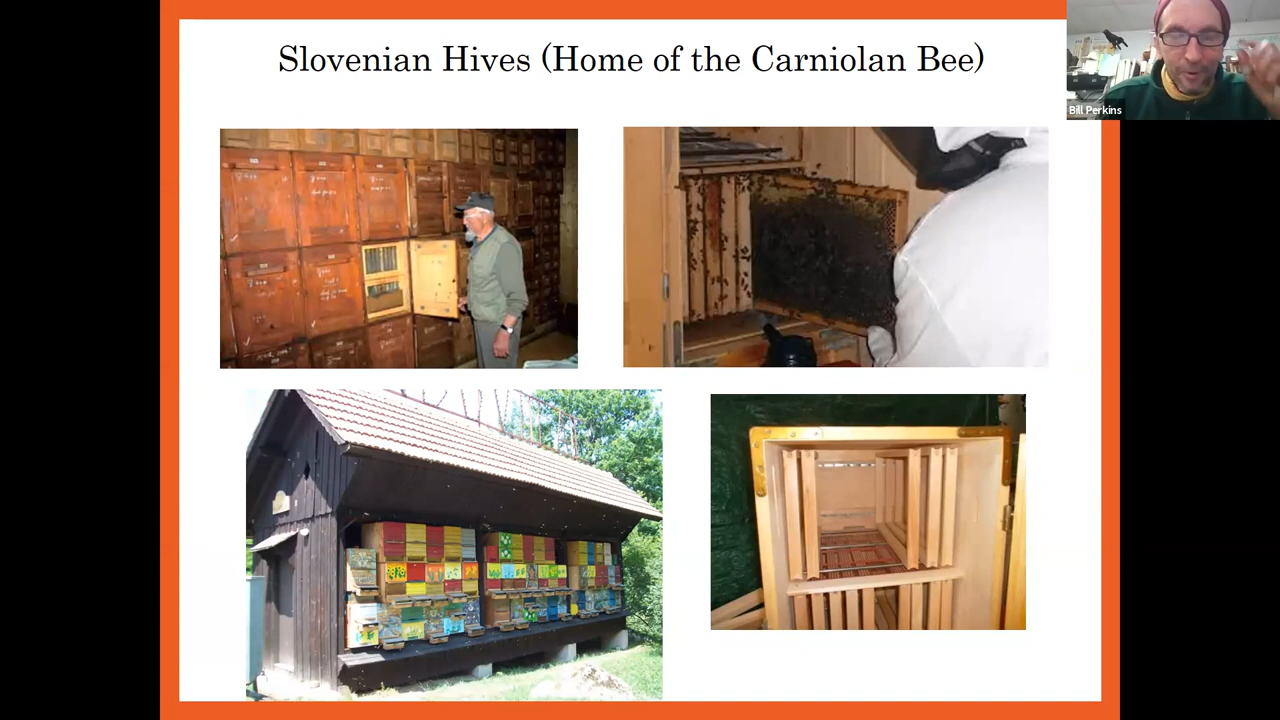 Slovenian Hives (Home of the Carniolan Bee)
Bill Perkins